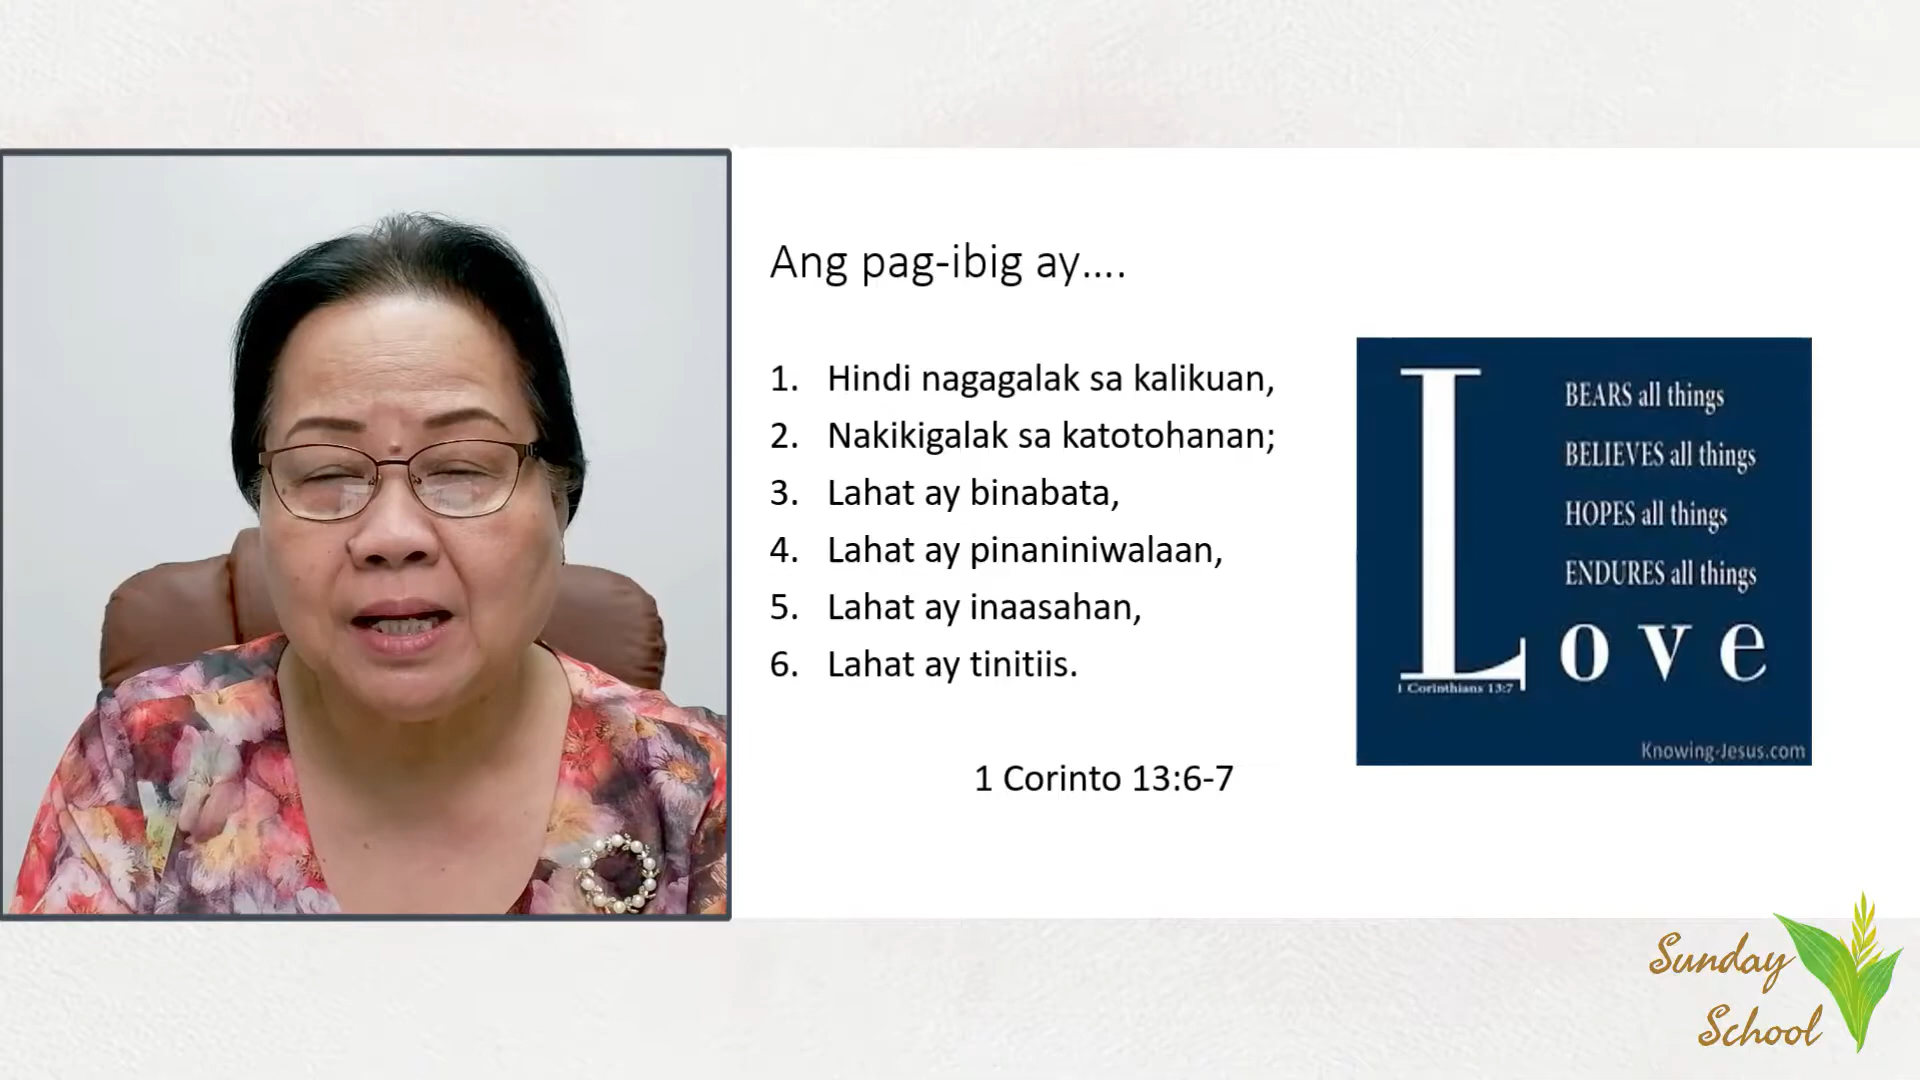 Ang pag-ibig ay....
1. Hindi nagagalak sa kalikuan,
2. Nakikigalak sa katotohanan;
3. Lahat ay binabata,
4. Lahat ay pinaniniwalaan,
5. Lahat ay inaasahan,
6. Lahat ay tinitiis.
1 Corinto 13:6-7
BEARS all things
BELIEVES all things
HOPES all things
ENDURES all things
Love
1 Corinthians 13:7
Knowing-Jesus.com
Sunday
School